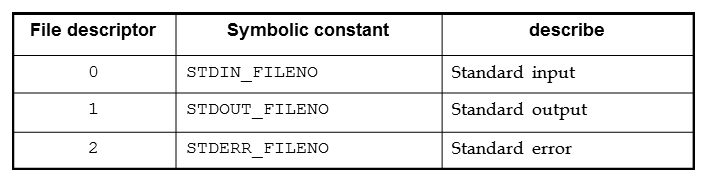 File descriptor Symbolic constant describe
0 STDIN_FILENO Standard input
1 STDOUT_FILENO Standard output
2 STDERR_FILENO Standard error